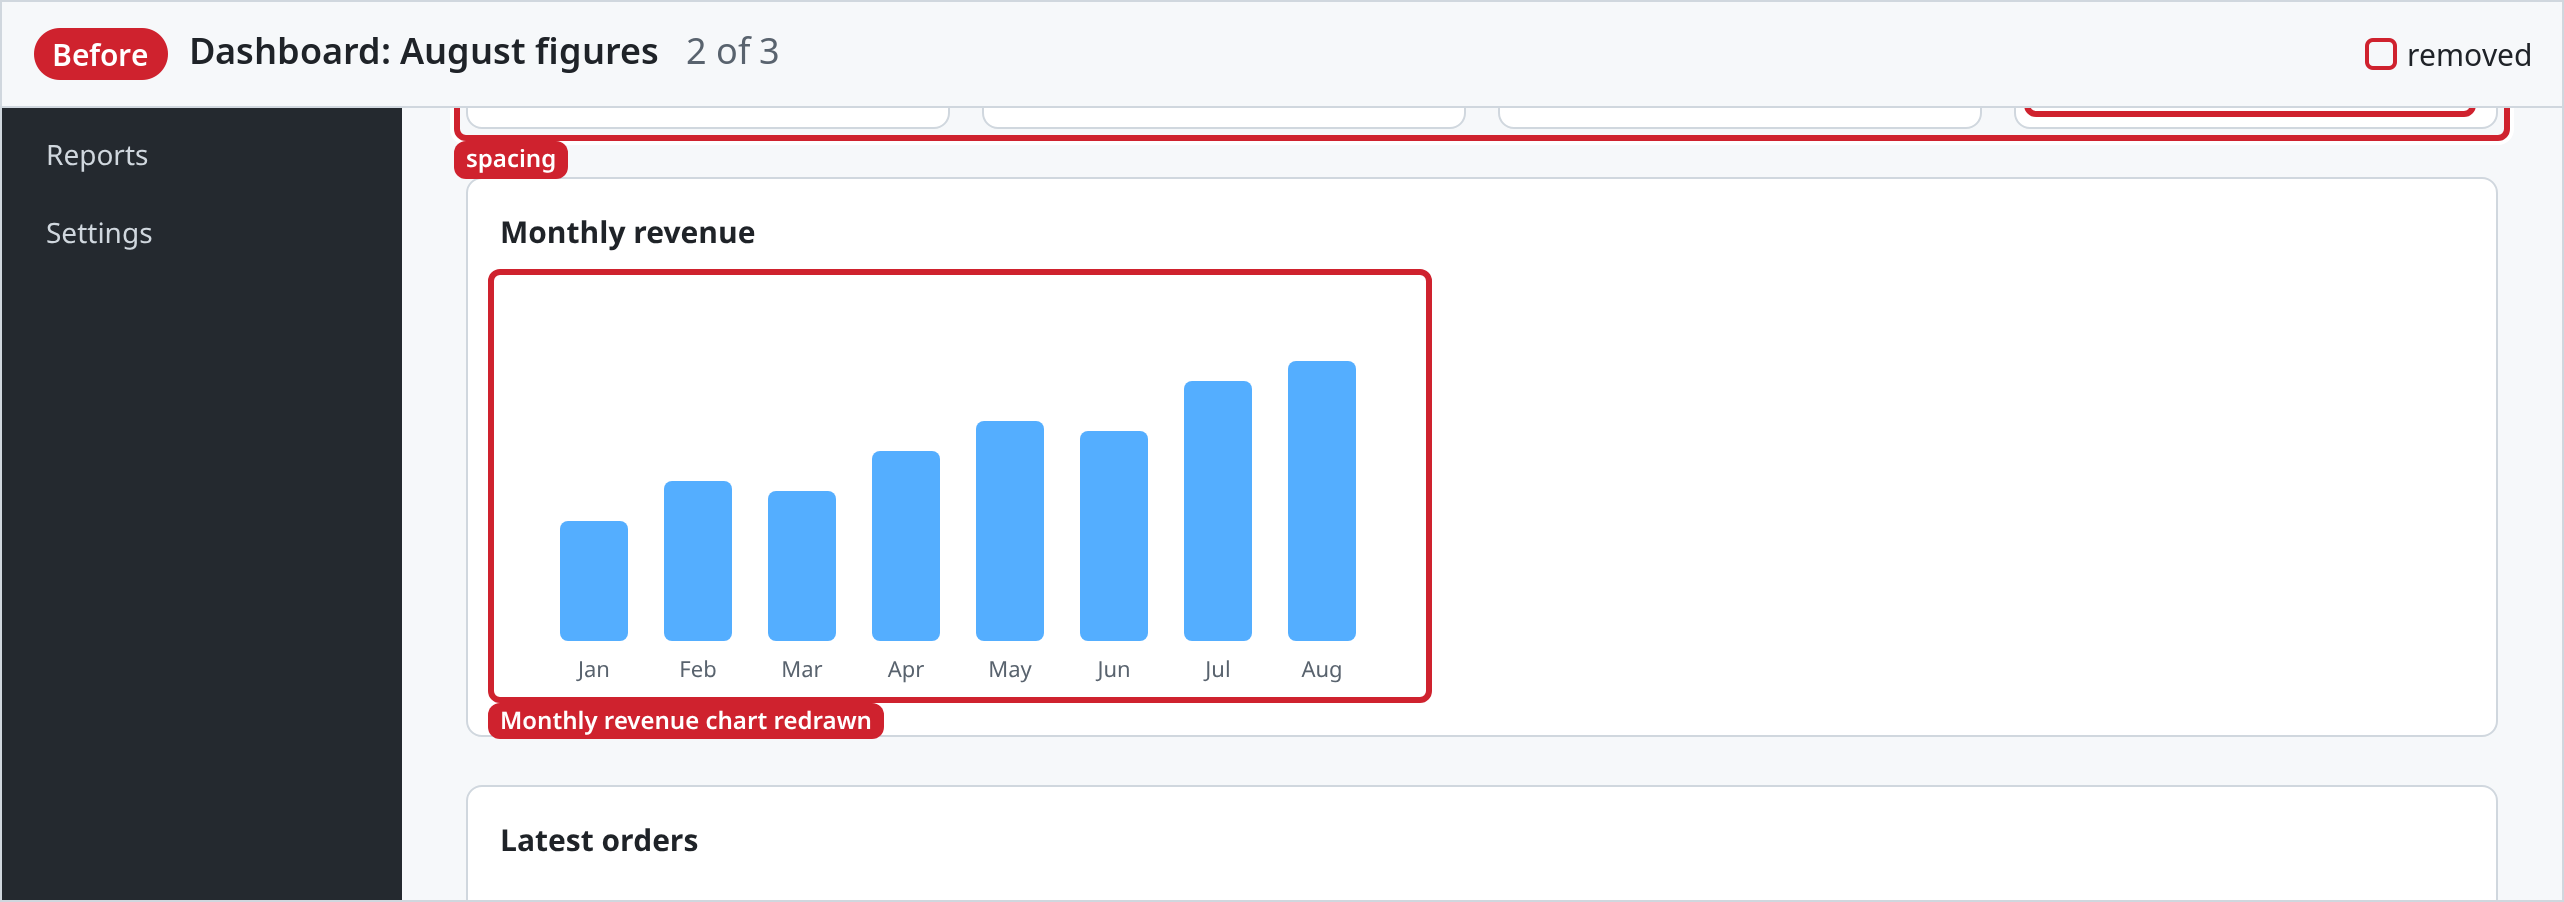 Before Dashboard: August figures 2 of 3 removed
Reports
Settings
spacing
Monthly revenue
Jan Feb Mar Apr May Jun Jul Aug
Monthly revenue chart redrawn
Latest orders